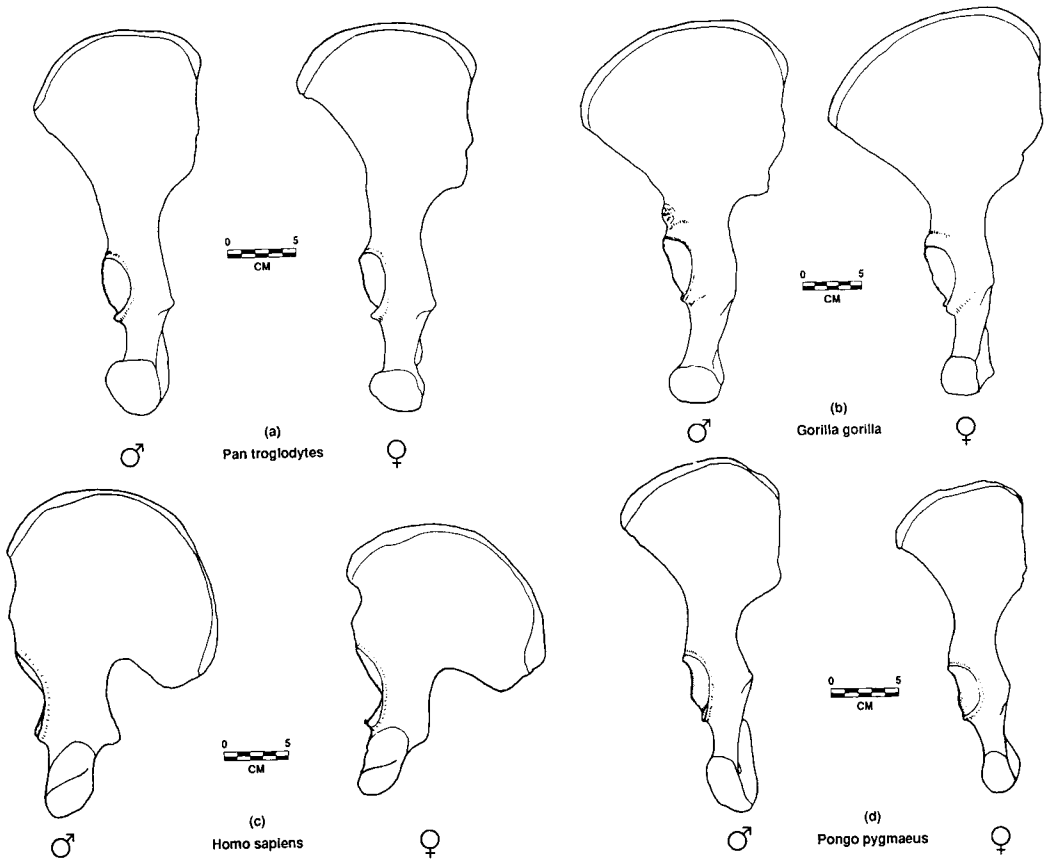 0 5
CM
(a)
♂ Pan troglodytes ♀
0 5
CM
(b)
♂ Gorilla gorilla ♀
0 5
CM
(c)
♂ Homo sapiens ♀
0 5
CM
(d)
♂ Pongo pygmaeus ♀